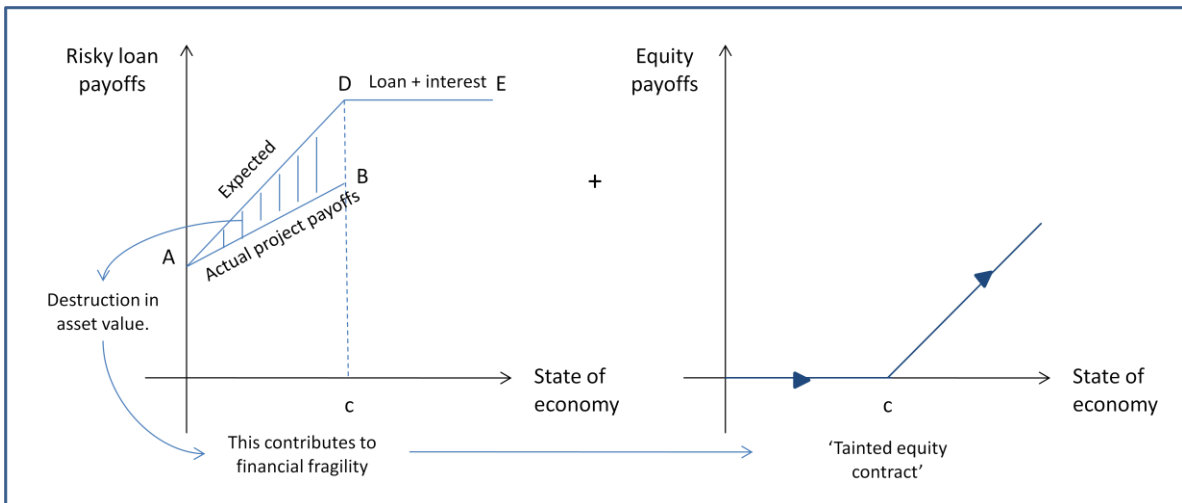 Risky loan
payoffs
D
Loan + interest
E
Expected
B
Actual project payoffs
A
Destruction in
asset value.
State of
economy
c
This contributes to
financial fragility
+
Equity
payoffs
State of
economy
c
‘Tainted equity
contract’